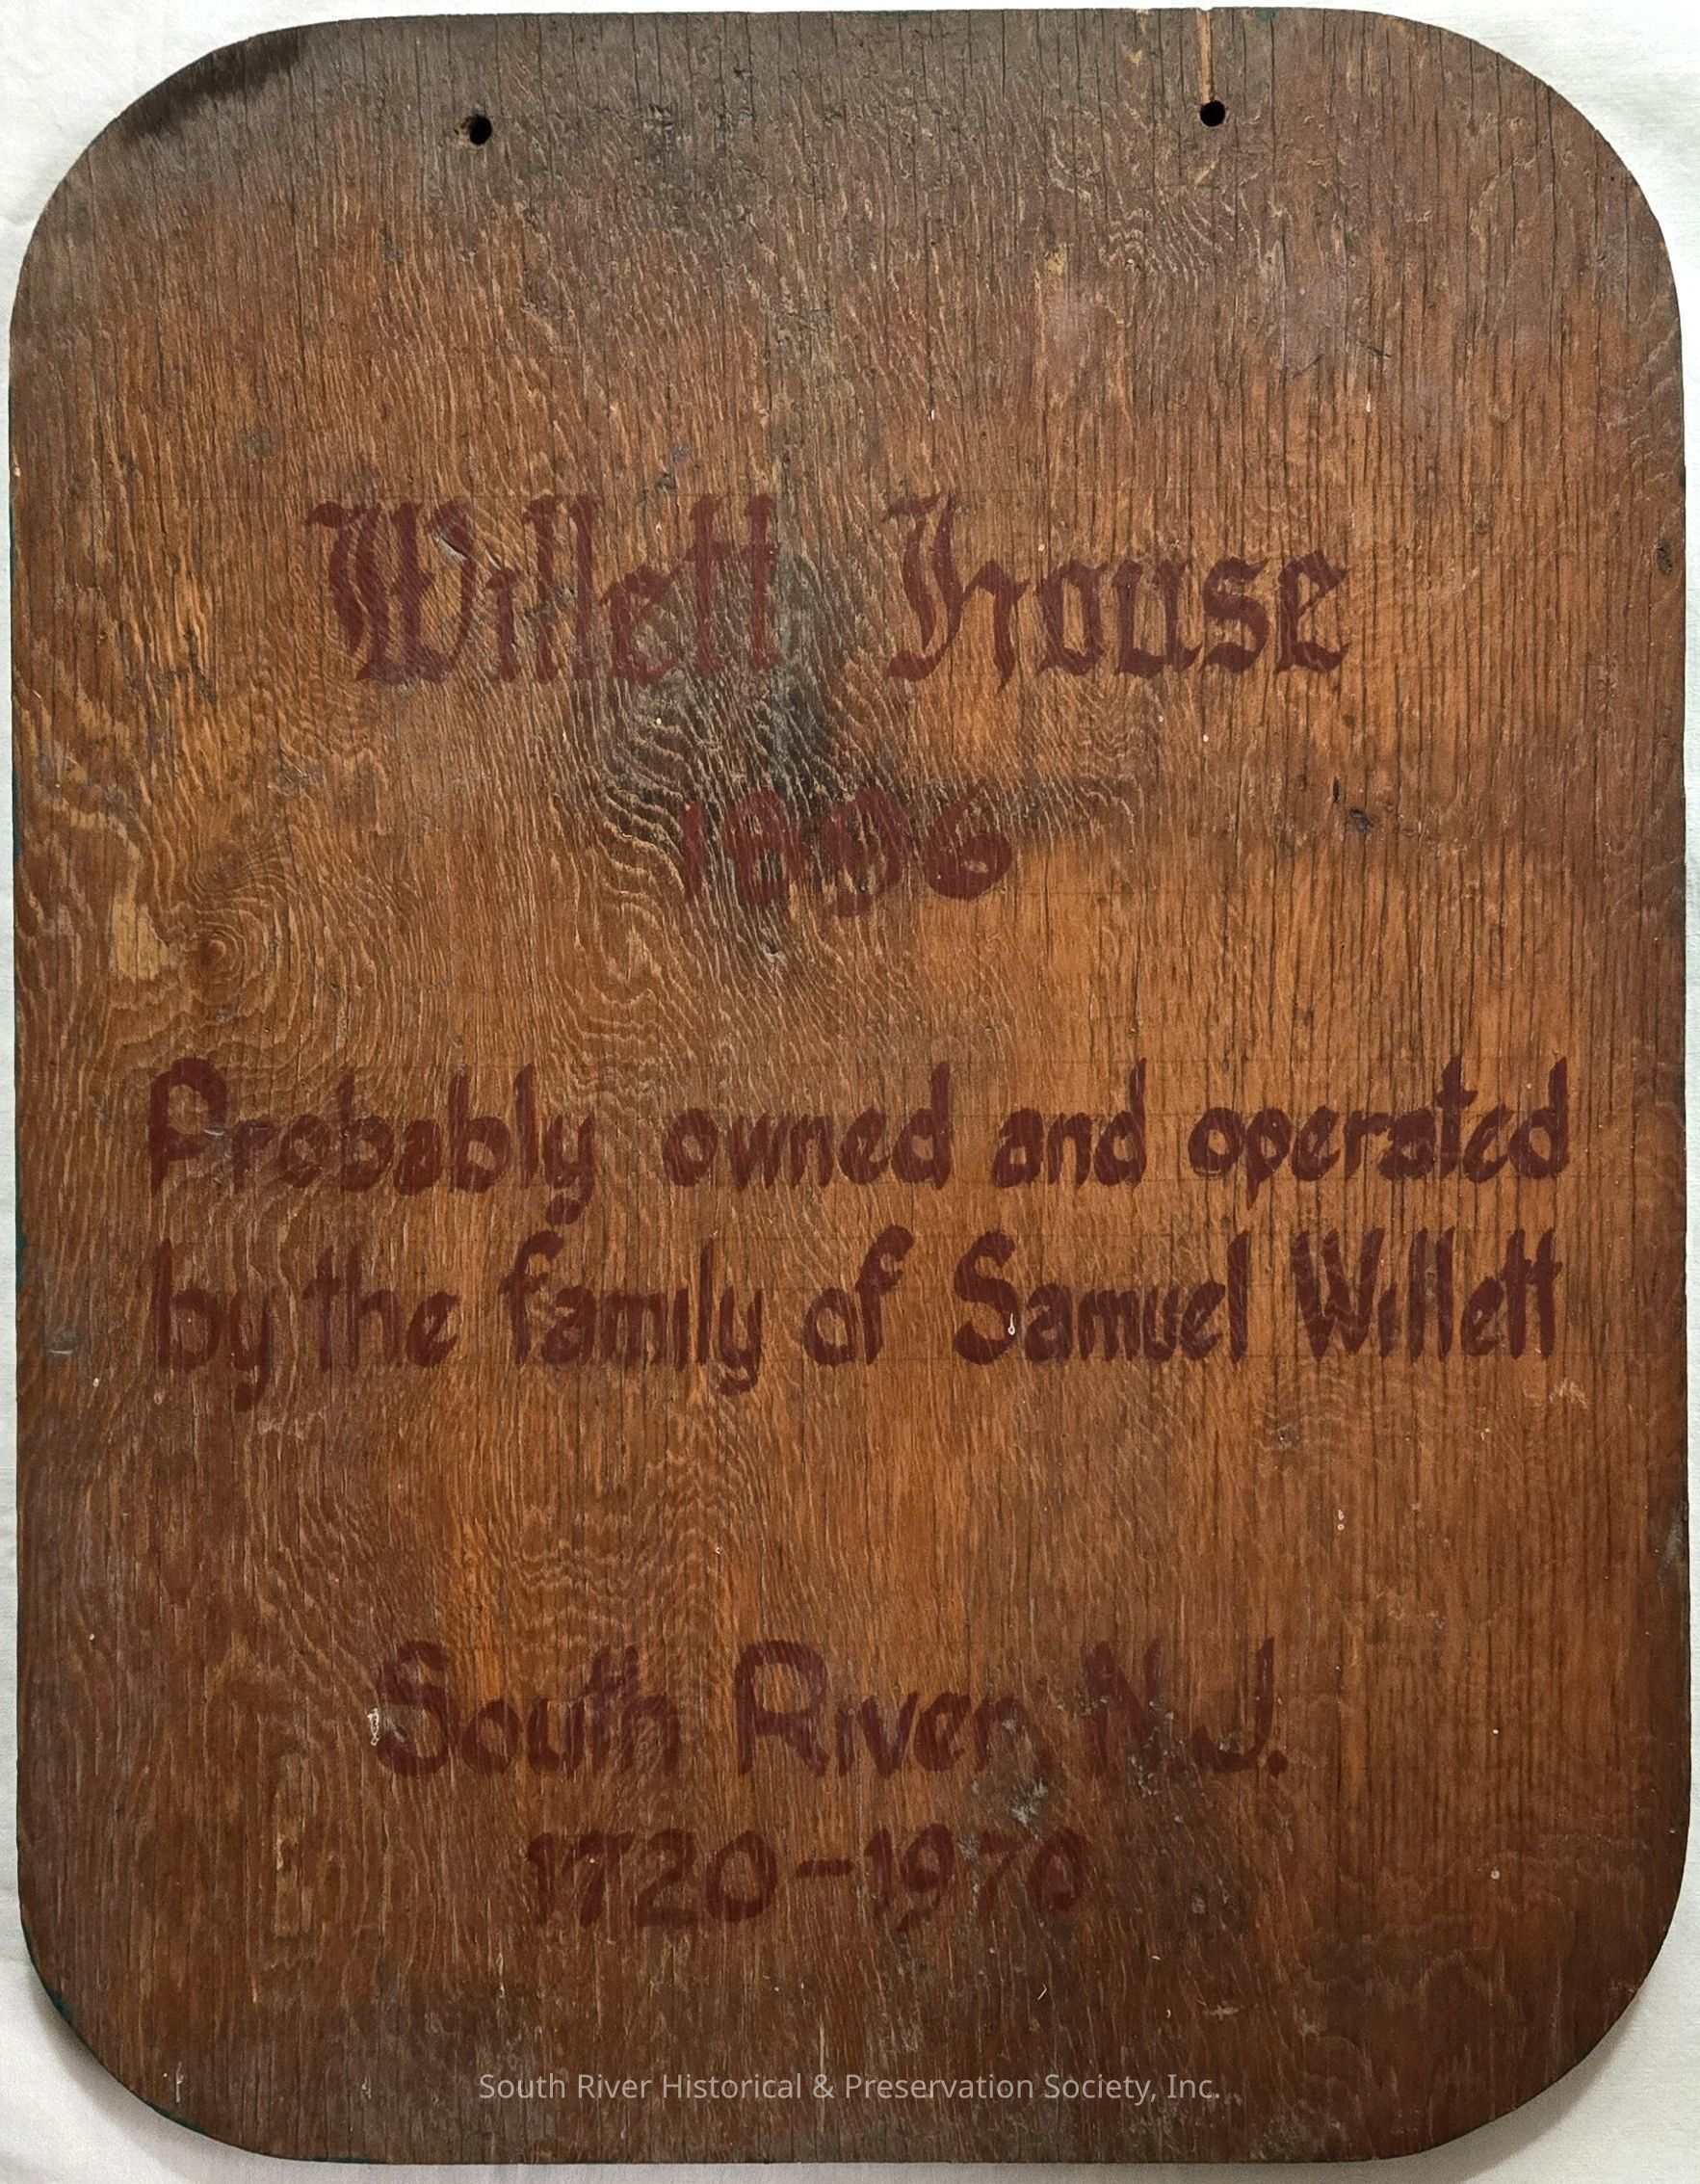 Willett House
1896
Probably owned and operated
by the family of Samuel Willett
South River, N.J.
1720-1970
South River Historical & Preservation Society, Inc.